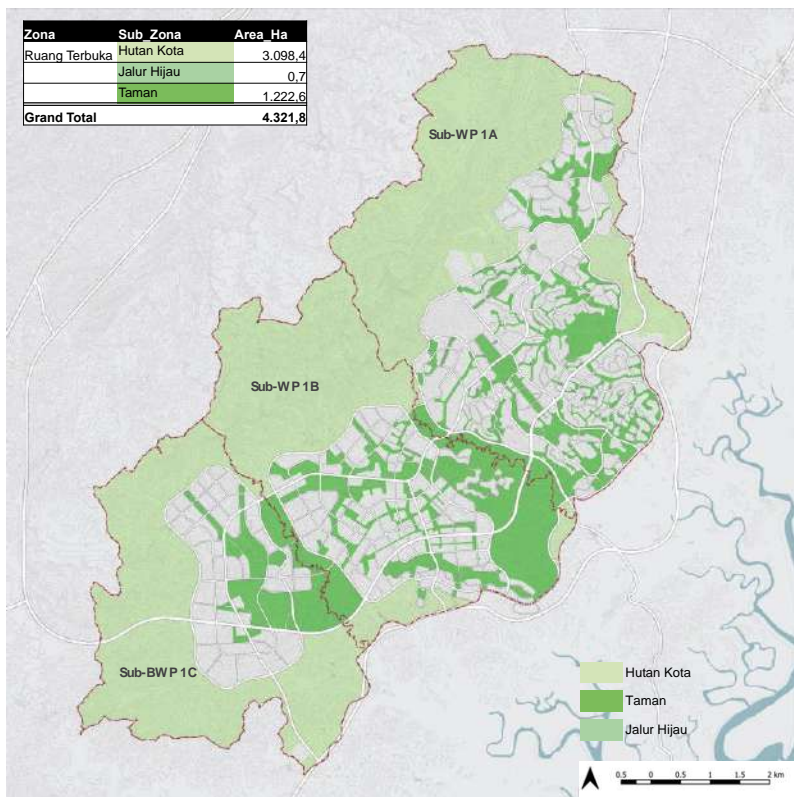 Zona Sub_Zona Area_Ha
Ruang Terbuka Hutan Kota 3.098,4
Jalur Hijau 0,7
Taman 1.222,6
Grand Total 4.321,8
Sub-WP 1A
Sub-WP 1B
Sub-BWP 1C
Hutan Kota
Taman
Jalur Hijau
0.5 0 0.5 1 1.5 2 km